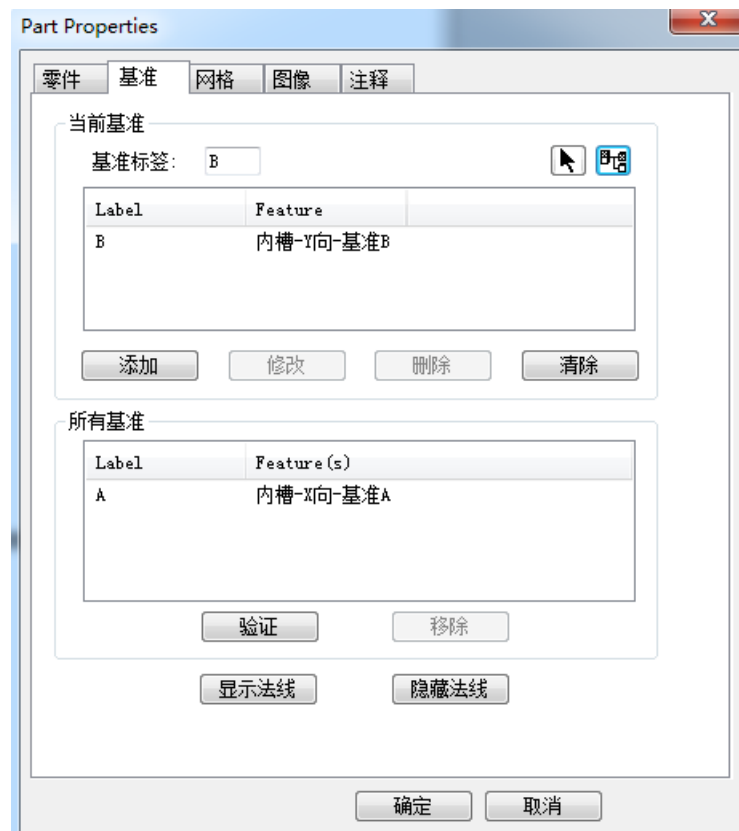 Part Properties
零件 基准 网格 图像 注释
当前基准
基准标签: B
Label Feature
B 内槽-Y向-基准B
添加 修改 删除 清除
所有基准
Label Feature(s)
A 内槽-X向-基准A
验证 移除
显示法线 隐藏法线
确定 取消